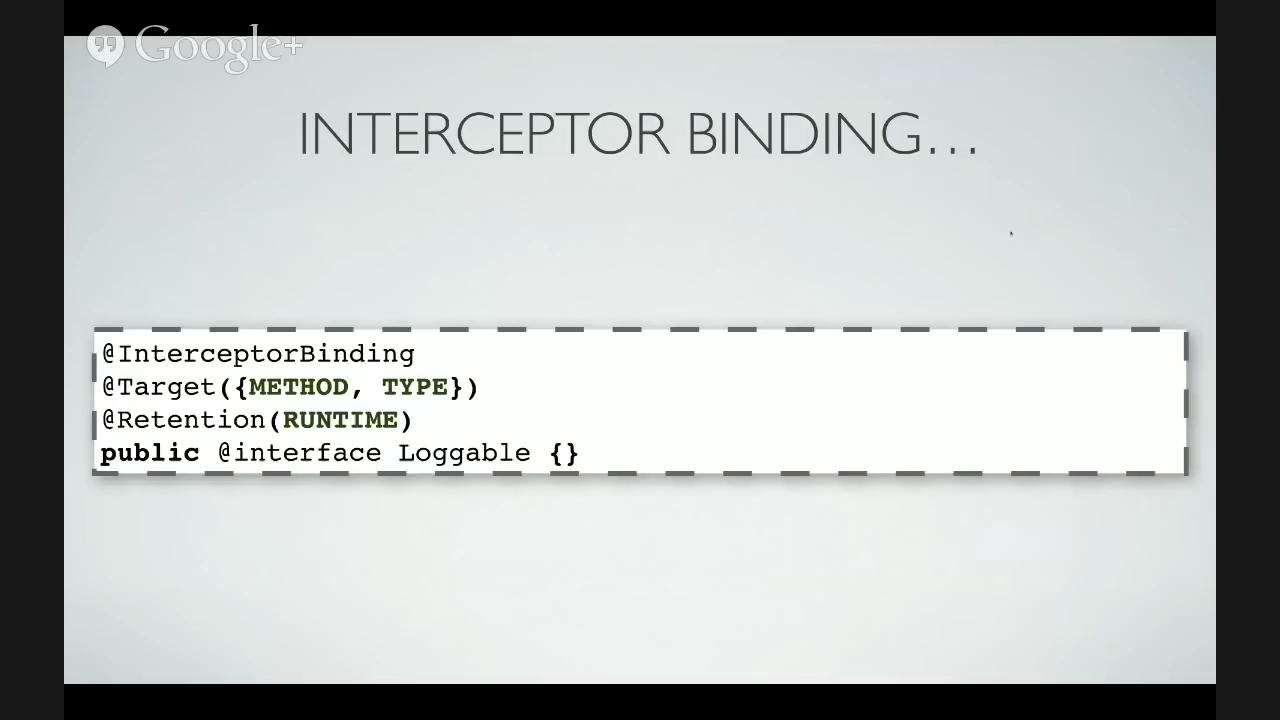 Google+
INTERCEPTOR BINDING...
@InterceptorBinding
@Target({METHOD, TYPE})
@Retention(RUNTIME)
public @interface Loggable {}